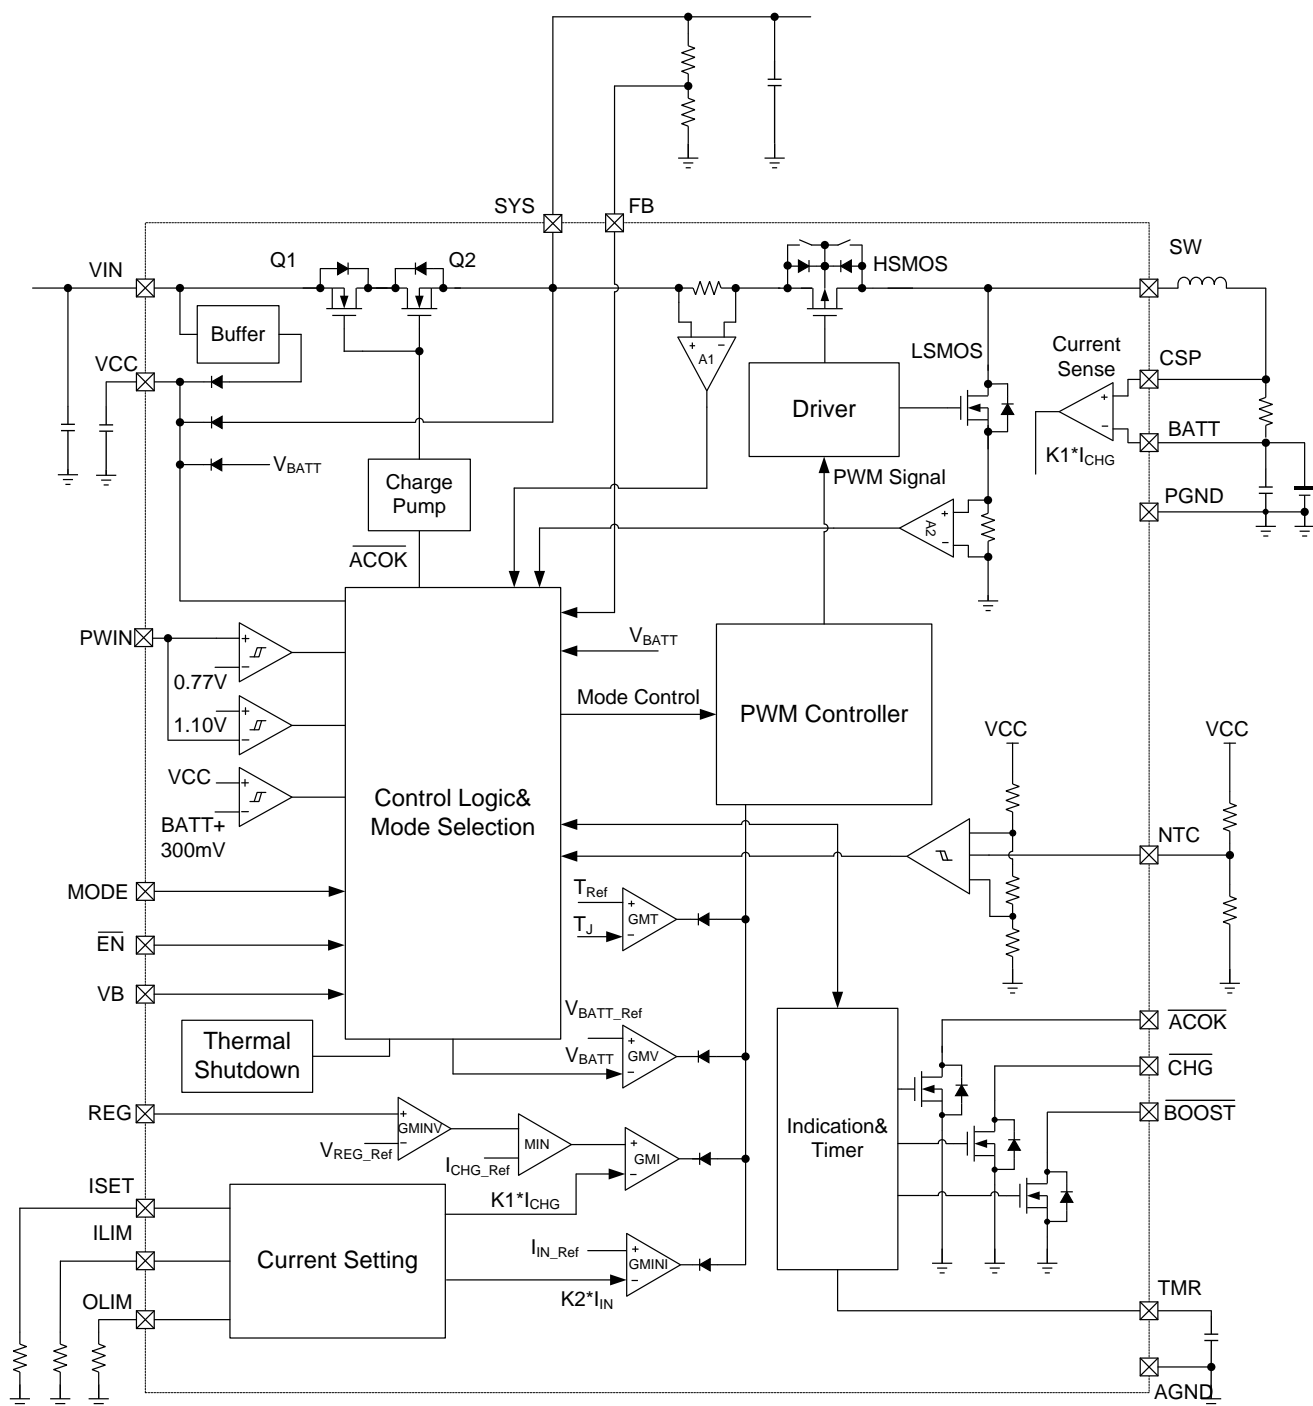 SYS
FB
SW
Q1
Q2
HSMOS
VIN
Buffer
LSMOS
Current
Sense
CSP
VCC
A1
Driver
BATT
K1*ICHG
VBATT
PWM Signal
Charge
Pump
PGND
A2
ACOK
PWIN
VBATT
0.77V
Mode Control
PWM Controller
1.10V
VCC
VCC
VCC
Control Logic&
Mode Selection
BATT+
300mV
NTC
MODE
TRef
GMT
TJ
EN
VB
VBATT_Ref
ACOK
Thermal
Shutdown
VBATT
GMV
CHG
REG
GMINV
BOOST
VREG_Ref
MIN
ICHG_Ref
GMI
Indication&
Timer
ISET
K1*ICHG
ILIM
Current Setting
IIN_Ref
GMINI
K2*IIN
OLIM
TMR
AGND